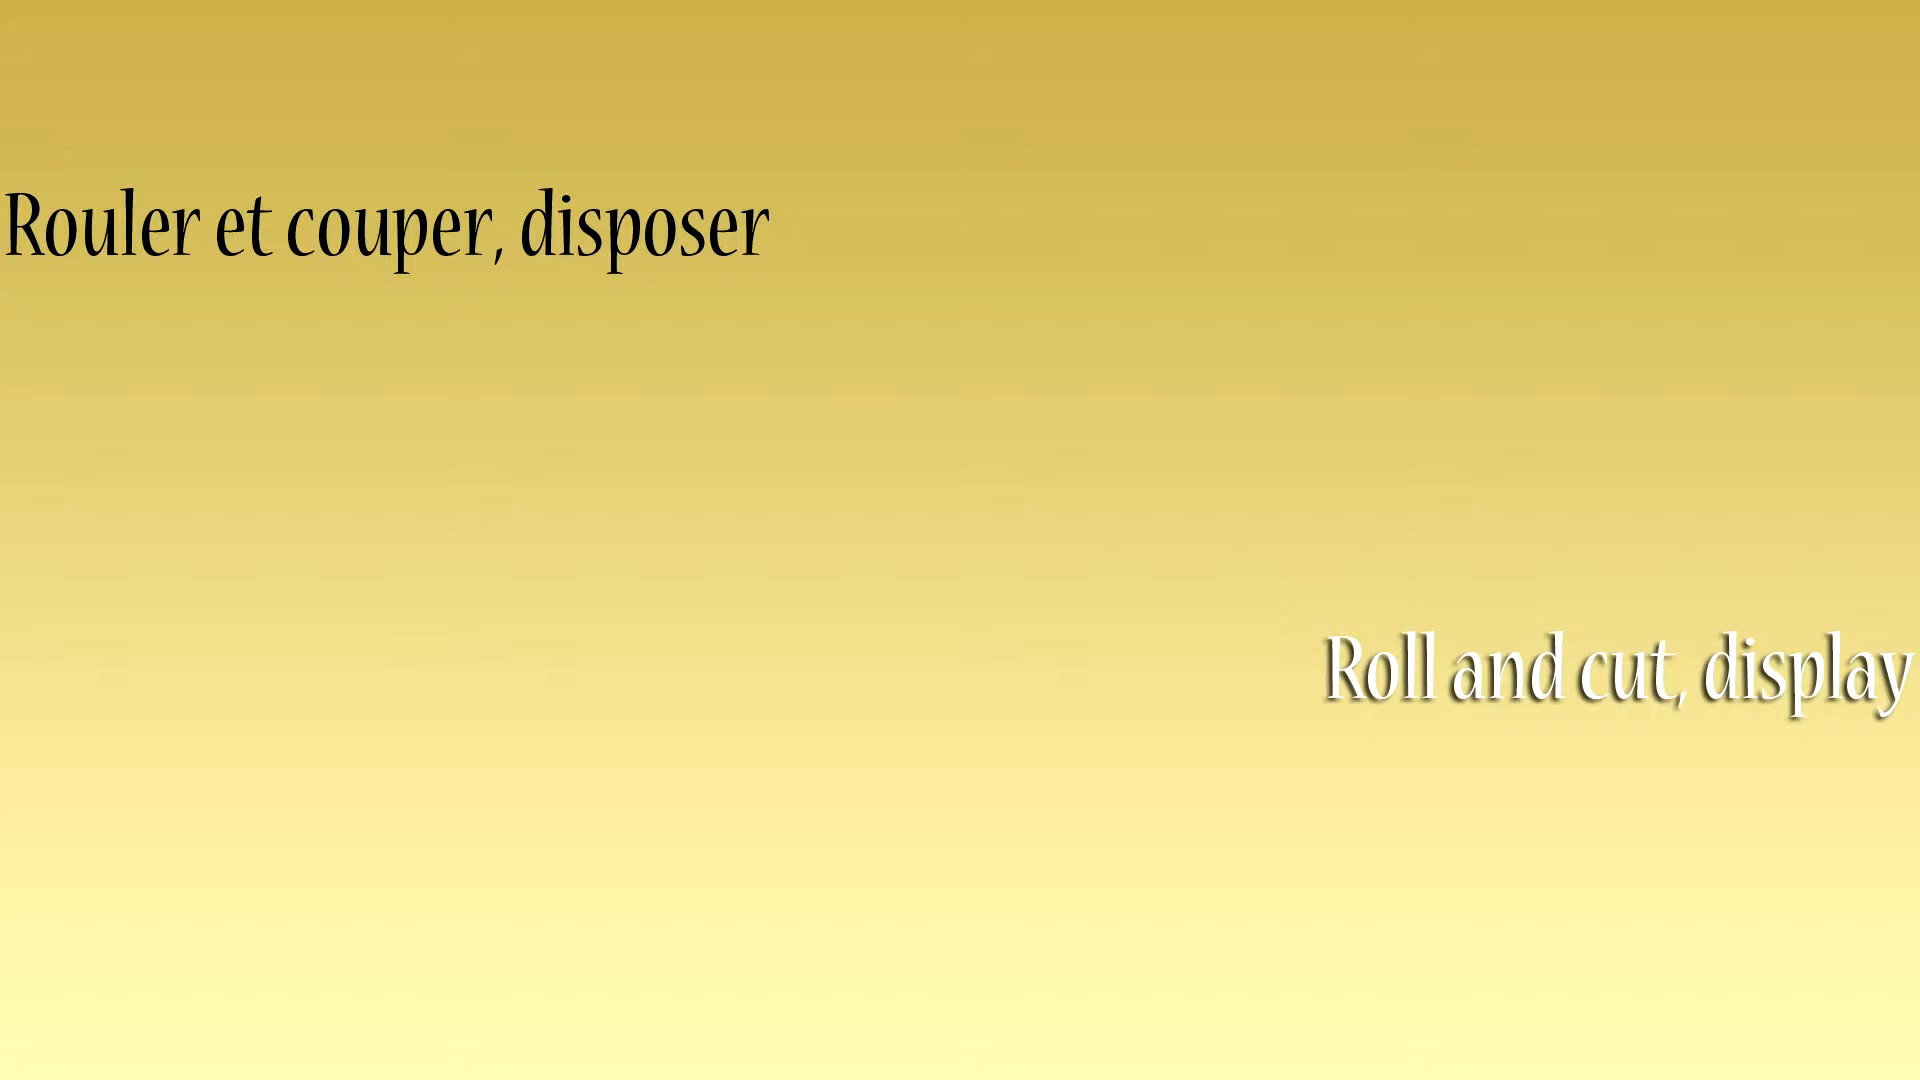 Rouler et couper, disposer
Roll and cut, display